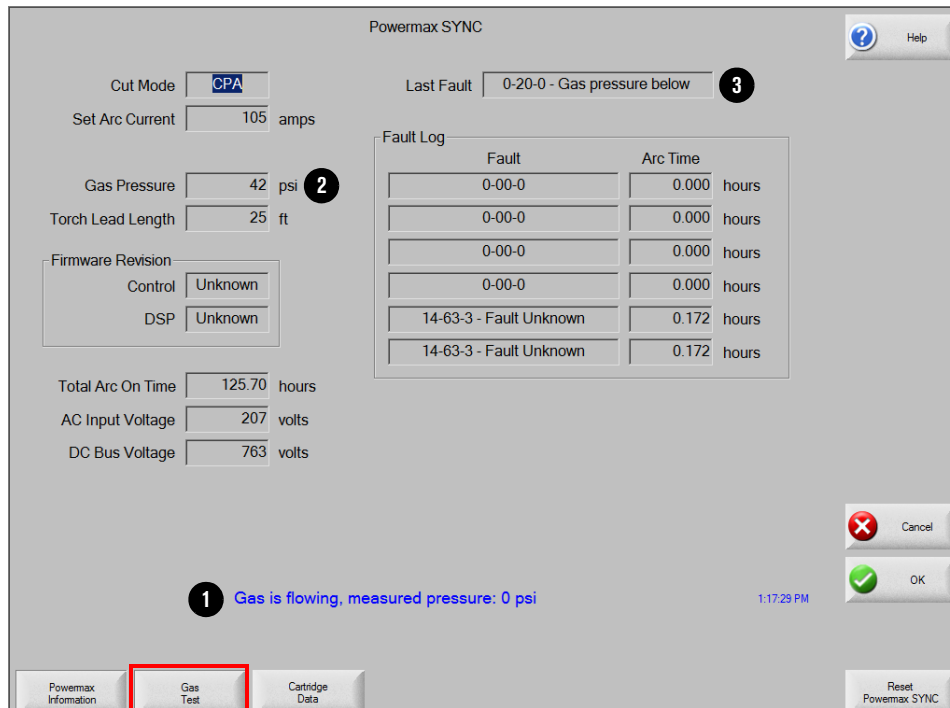 Powermax SYNC
Help
Cut Mode CPA
Last Fault 0-20-0 - Gas pressure below 3
Set Arc Current 105 amps
Fault Log
Fault Arc Time
Gas Pressure 42 psi 2
0-00-0 0.000 hours
Torch Lead Length 25 ft
0-00-0 0.000 hours
Firmware Revision
0-00-0 0.000 hours
Control Unknown
0-00-0 0.000 hours
DSP Unknown
14-63-3 - Fault Unknown 0.172 hours
14-63-3 - Fault Unknown 0.172 hours
Total Arc On Time 125.70 hours
AC Input Voltage 207 volts
DC Bus Voltage 763 volts
Cancel
OK
1 Gas is flowing, measured pressure: 0 psi
1:17:29 PM
Powermax
Information
Gas
Test
Cartridge
Data
Reset
Powermax SYNC